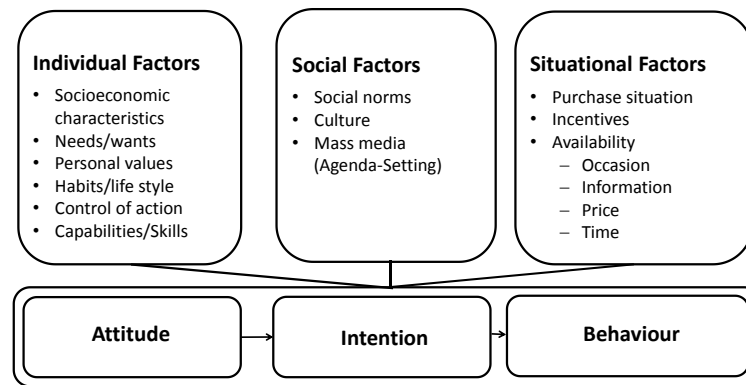 Individual Factors
• Socioeconomic
characteristics
• Needs/wants
• Personal values
• Habits/life style
• Control of action
• Capabilities/Skills
Social Factors
• Social norms
• Culture
• Mass media
(Agenda-Setting)
Situational Factors
• Purchase situation
• Incentives
• Availability
– Occasion
– Information
– Price
– Time
Attitude
Intention
Behaviour